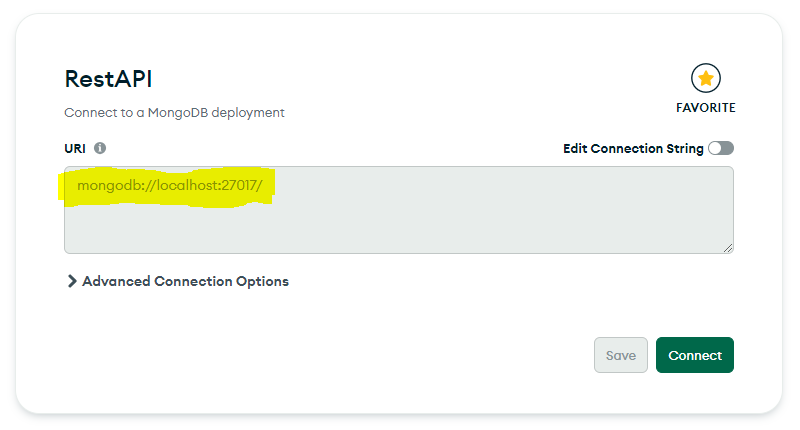 RestAPI
FAVORITE
Connect to a MongoDB deployment
URI
Edit Connection String
mongodb://localhost:27017/
Advanced Connection Options
Save
Connect